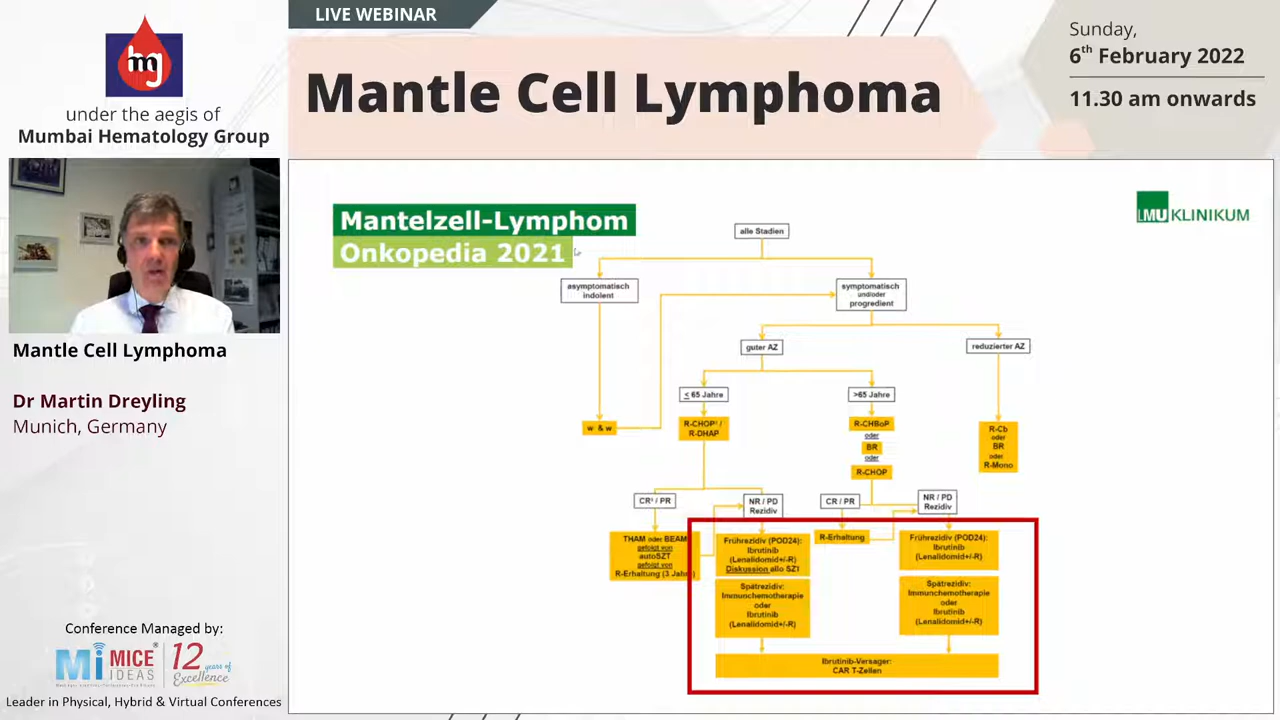 LIVE WEBINAR
mg
under the aegis of
Mumbai Hematology Group
Mantle Cell Lymphoma
Sunday,
6th February 2022
11.30 am onwards
Mantle Cell Lymphoma
Dr Martin Dreyling
Munich, Germany
Conference Managed by:
Mi MICE IDEAS
12 years of Excellence
Leader in Physical, Hybrid & Virtual Conferences
Mantelzell-Lymphom
Onkopedia 2021
LMU KLINIKUM
alle Stadien
asymptomatisch
indolent
symptomatisch
und/oder
progredient
guter AZ
reduzierter AZ
≤ 65 Jahre
>65 Jahre
w & w
R-CHOP¹ /
R-DHAP
R-CHBoP
oder
BR
oder
R-CHOP
R-Cb
oder
BR
oder
R-Mono
CR¹ / PR
NR / PD
Rezidiv
CR / PR
NR / PD
Rezidiv
THAM oder BEAM
gefolgt von
autoSZT
gefolgt von
R-Erhaltung (3 Jahre
Frührezidiv (POD24):
Ibrutinib
(Lenalidomid+/-R)
Diskussion allo SZT
R-Erhaltung
Frührezidiv (POD24):
Ibrutinib
(Lenalidomid+/-R)
Spätrezidiv:
Immunchemotherapie
oder
Ibrutinib
(Lenalidomid+/-R)
Spätrezidiv:
Immunchemotherapie
oder
Ibrutinib
(Lenalidomid+/-R)
Ibrutinib-Versager:
CAR T-Zellen